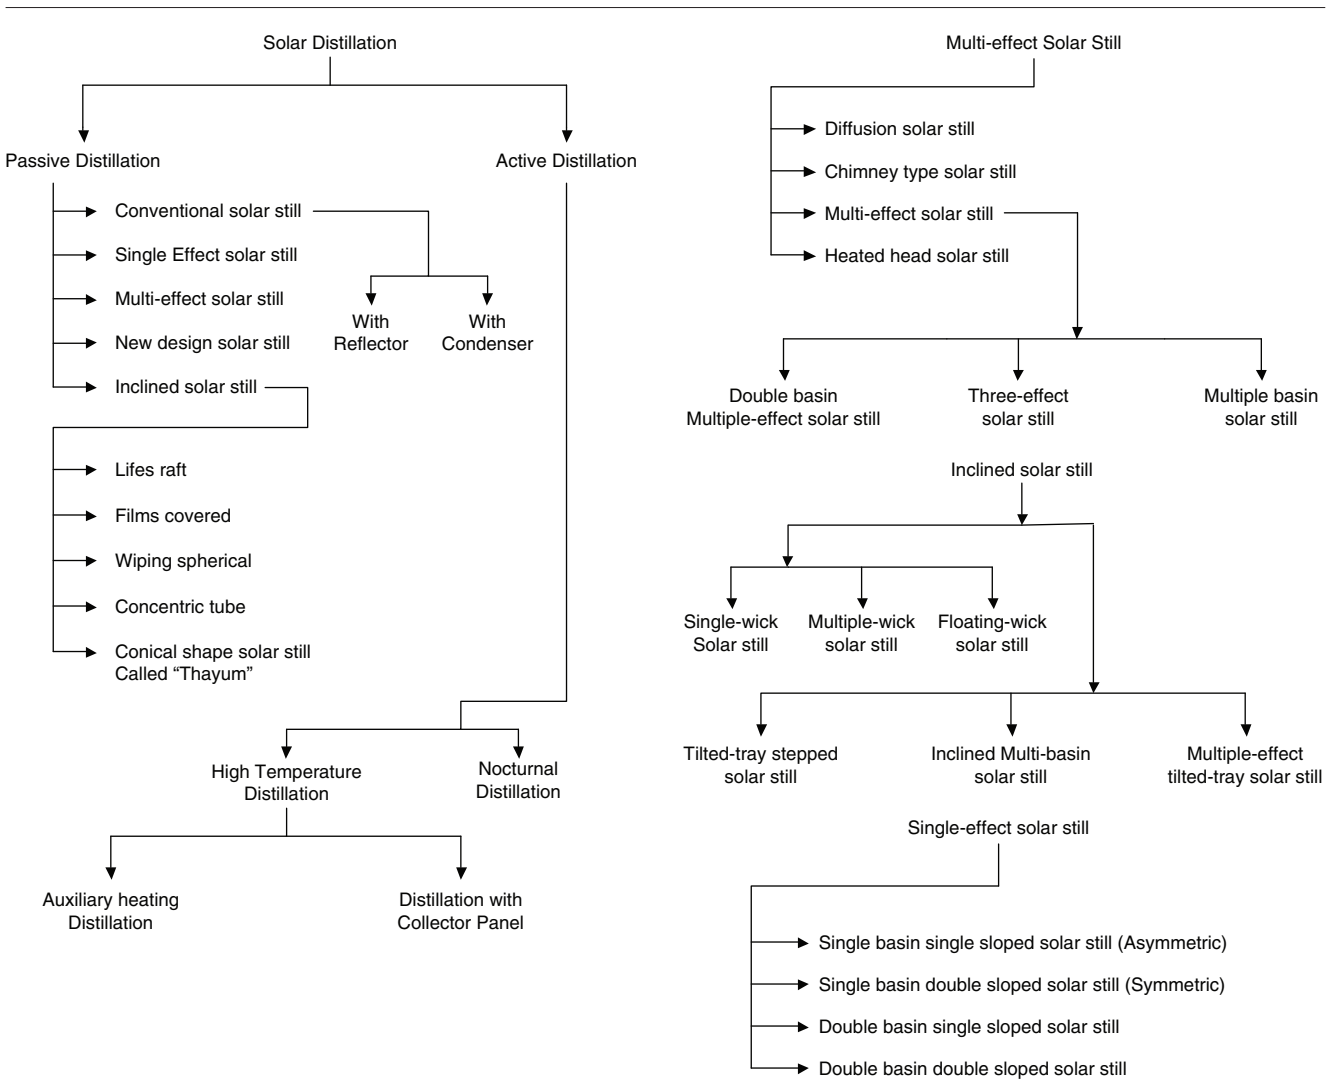 Solar Distillation
Passive Distillation
Active Distillation
Conventional solar still
Single Effect solar still
Multi-effect solar still
New design solar still
Inclined solar still
With
Reflector
With
Condenser
Lifes raft
Films covered
Wiping spherical
Concentric tube
Conical shape solar still
Called “Thayum”
High Temperature
Distillation
Nocturnal
Distillation
Auxiliary heating
Distillation
Distillation with
Collector Panel
Multi-effect Solar Still
Diffusion solar still
Chimney type solar still
Multi-effect solar still
Heated head solar still
Double basin
Multiple-effect solar still
Three-effect
solar still
Multiple basin
solar still
Inclined solar still
Single-wick
Solar still
Multiple-wick
solar still
Floating-wick
solar still
Tilted-tray stepped
solar still
Inclined Multi-basin
solar still
Multiple-effect
tilted-tray solar still
Single-effect solar still
Single basin single sloped solar still (Asymmetric)
Single basin double sloped solar still (Symmetric)
Double basin single sloped solar still
Double basin double sloped solar still